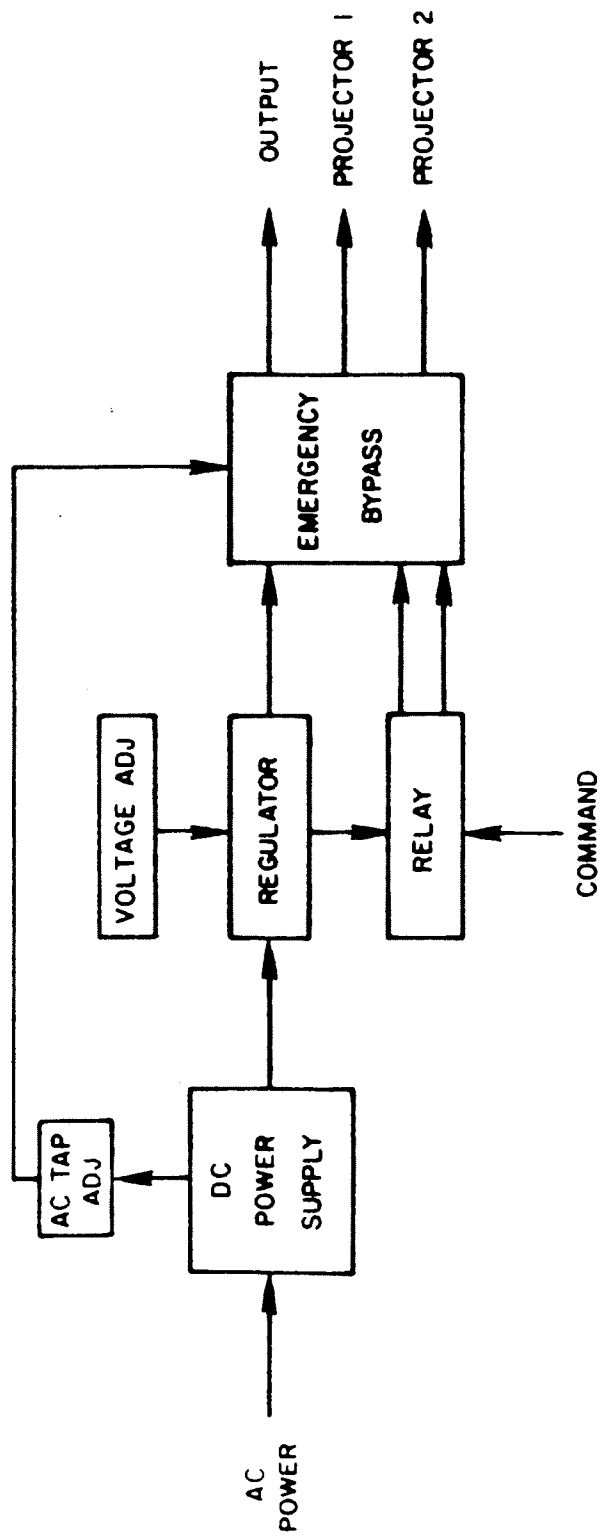 AC
POWER
DC
POWER
SUPPLY
AC TAP
ADJ
VOLTAGE ADJ
REGULATOR
RELAY
COMMAND
EMERGENCY
BYPASS
OUTPUT
PROJECTOR 1
PROJECTOR 2